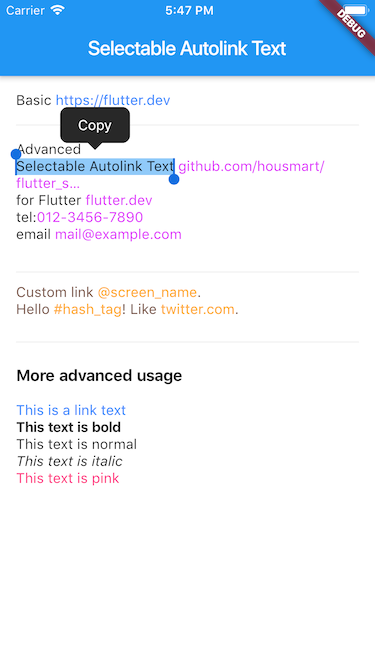 Carrier 5:47 PM
DEBUG
Selectable Autolink Text
Basic https://flutter.dev
Copy
Advanced
Selectable Autolink Text github.com/housmart/
flutter_s...
for Flutter flutter.dev
tel:012-3456-7890
email mail@example.com
Custom link @screen_name.
Hello #hash_tag! Like twitter.com.
More advanced usage
This is a link text
This text is bold
This text is normal
This text is italic
This text is pink